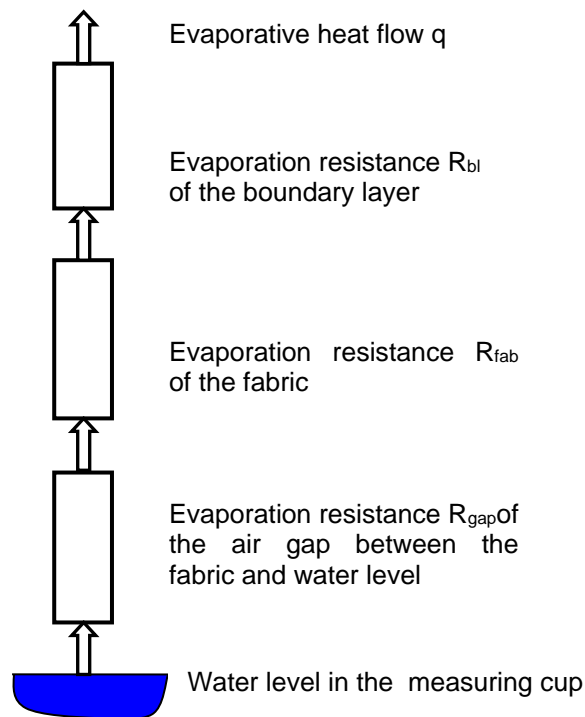 Evaporative heat flow q
Evaporation resistance Rbl
of the boundary layer
Evaporation resistance Rfab
of the fabric
Evaporation resistance Rgapof
the air gap between the
fabric and water level
Water level in the measuring cup